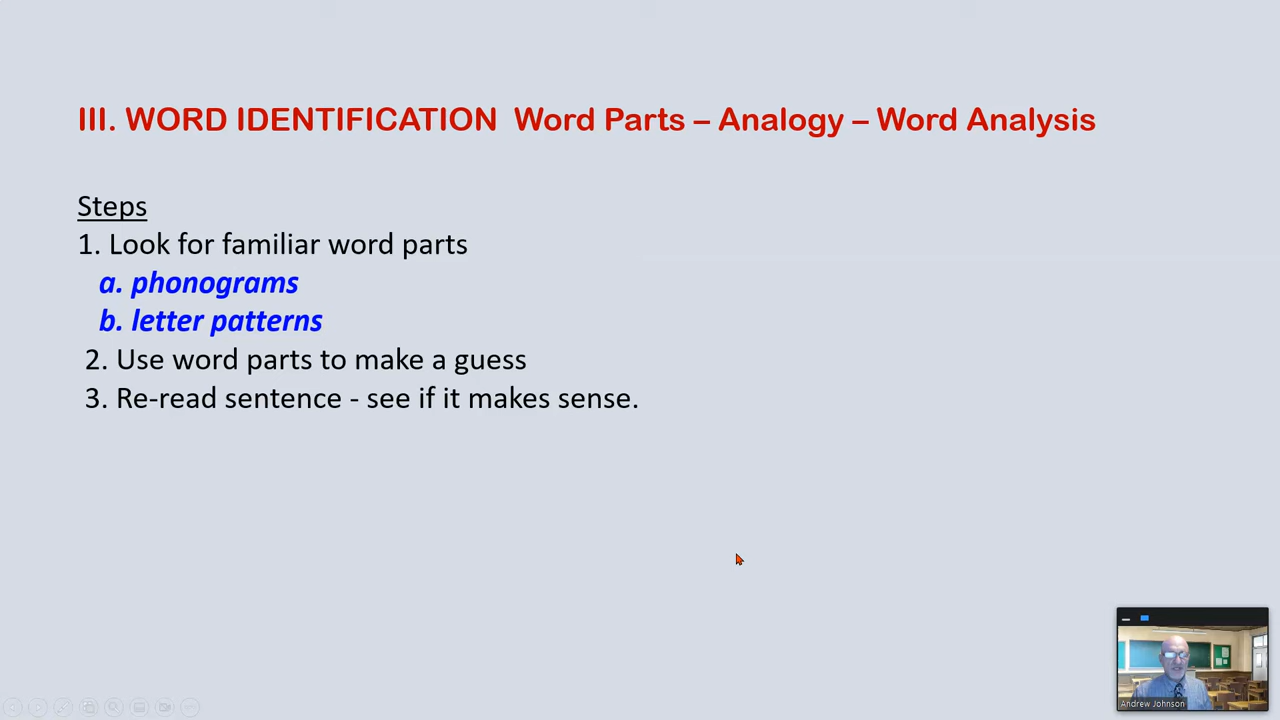 III. WORD IDENTIFICATION  Word Parts – Analogy – Word Analysis
Steps
1. Look for familiar word parts
a. phonograms
b. letter patterns
2. Use word parts to make a guess
3. Re-read sentence - see if it makes sense.
Andrew Johnson